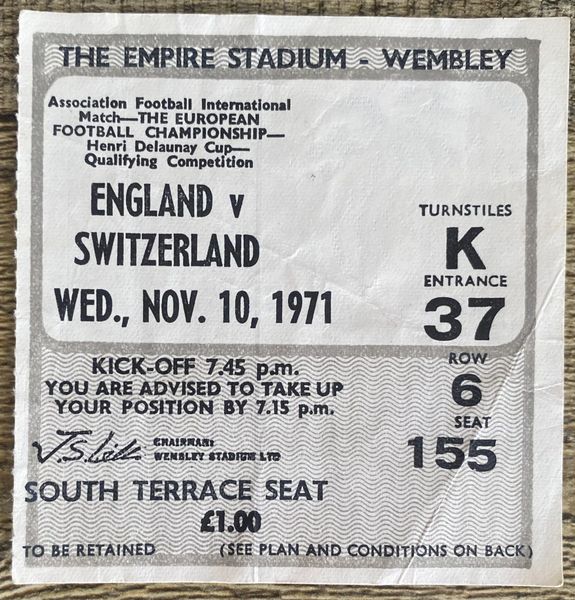 THE EMPIRE STADIUM - WEMBLEY
Association Football International
Match—THE EUROPEAN
FOOTBALL CHAMPIONSHIP—
Henri Delaunay Cup—
Qualifying Competition
ENGLAND v
SWITZERLAND
WED., NOV. 10, 1971
TURNSTILES
K
ENTRANCE
37
ROW
6
SEAT
155
KICK-OFF 7.45 p.m.
YOU ARE ADVISED TO TAKE UP
YOUR POSITION BY 7.15 p.m.
CHAIRMAN:
WEMBLEY STADIUM LTD
SOUTH TERRACE SEAT
£1.00
TO BE RETAINED (SEE PLAN AND CONDITIONS ON BACK)